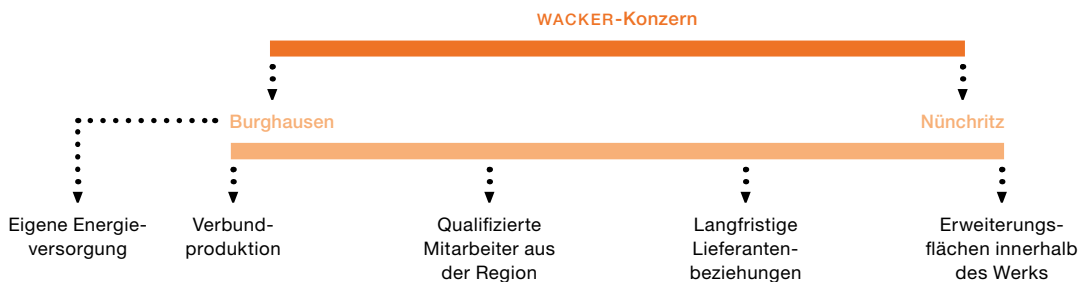 WACKER-Konzern
Burghausen
Nünchritz
Eigene Energie-
versorgung
Verbund-
produktion
Qualifizierte
Mitarbeiter aus
der Region
Langfristige
Lieferanten-
beziehungen
Erweiterungs-
flächen innerhalb
des Werks